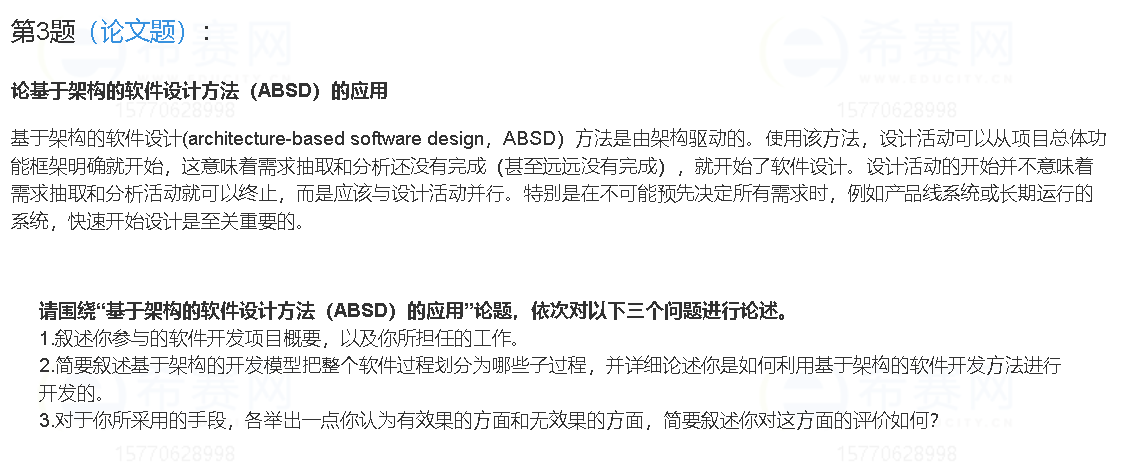 第3题（论文题）：
论基于架构的软件设计方法（ABSD）的应用
基于架构的软件设计(architecture-based software design，ABSD）方法是由架构驱动的。使用该方法，设计活动可以从项目总体功
能框架明确就开始，这意味着需求抽取和分析还没有完成（甚至远远没有完成），就开始了软件设计。设计活动的开始并不意味着
需求抽取和分析活动就可以终止，而是应该与设计活动并行。特别是在不可能预先决定所有需求时，例如产品线系统或长期运行的
系统，快速开始设计是至关重要的。
请围绕“基于架构的软件设计方法（ABSD）的应用”论题，依次对以下三个问题进行论述。
1.叙述你参与的软件开发项目概要，以及你所担任的工作。
2.简要叙述基于架构的开发模型把整个软件过程划分为哪些子过程，并详细论述你是如何利用基于架构的软件开发方法进行
开发的。
3.对于你所采用的手段，各举出一点你认为有效果的方面和无效果的方面，简要叙述你对这方面的评价如何？
希赛网
WWW.EDUCITY.CN
15770628998
希赛网
WWW.EDUCITY.CN
15770628998
希赛网
WWW.EDUCITY.CN
15770628998
希赛网
WWW.EDUCITY.CN
15770628998